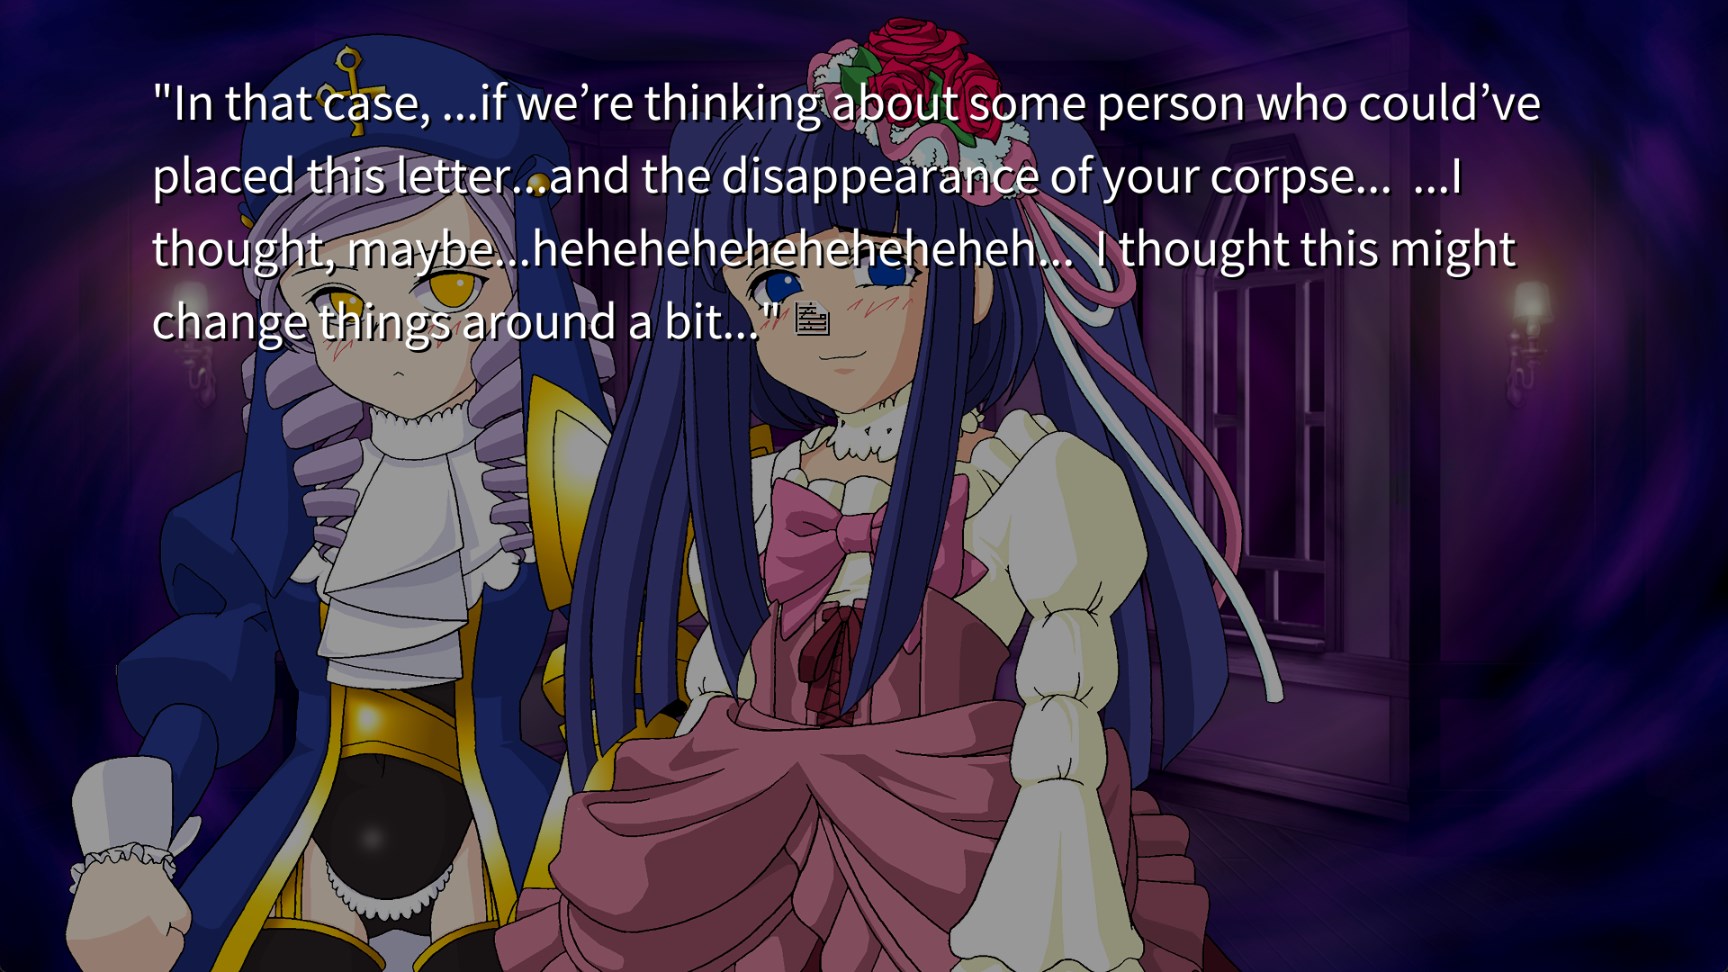 "In that case, ...if we’re thinking about some person who could’ve
placed this letter...and the disappearance of your corpse...  ...I
thought, maybe...heheheheheheheheheh...  I thought this might
change things around a bit..."